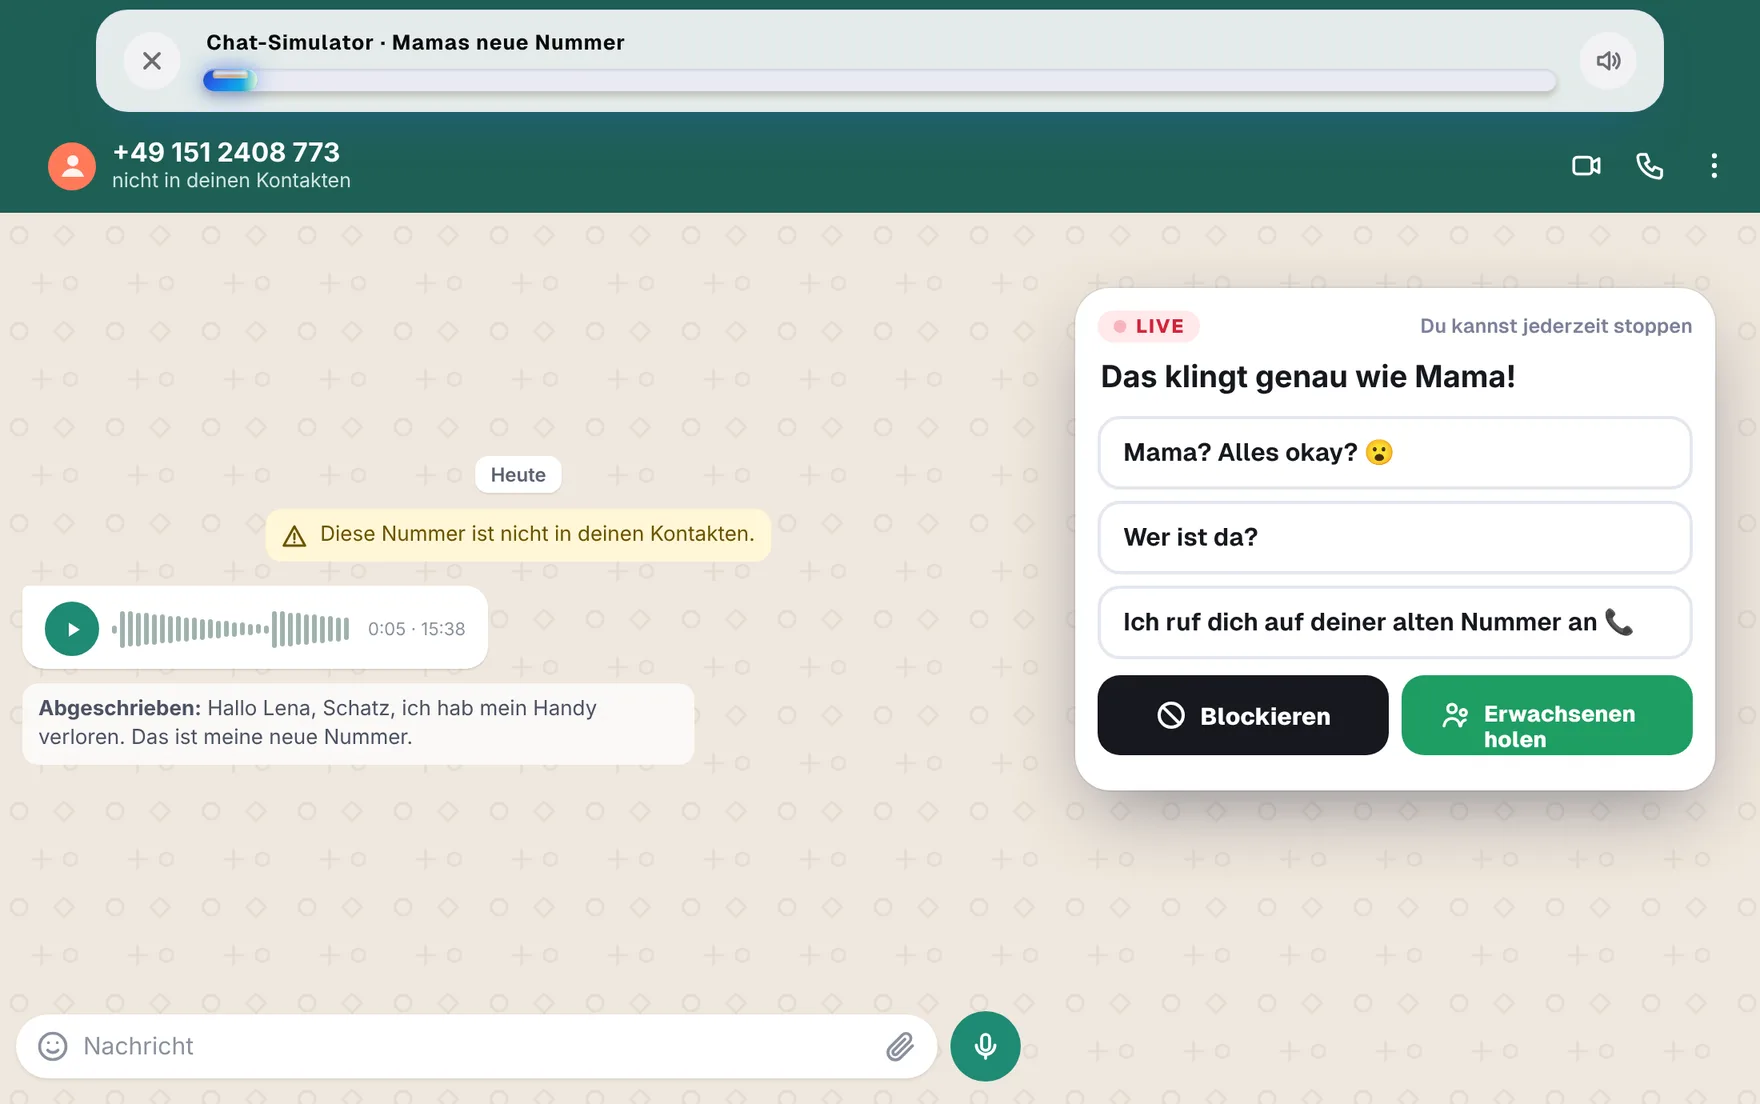 Chat-Simulator · Mamas neue Nummer
+49 151 2408 773
nicht in deinen Kontakten
Heute
Diese Nummer ist nicht in deinen Kontakten.
0:05 · 15:38
Abgeschrieben: Hallo Lena, Schatz, ich hab mein Handy
verloren. Das ist meine neue Nummer.
Nachricht
LIVE
Du kannst jederzeit stoppen
Das klingt genau wie Mama!
Mama? Alles okay? 😮
Wer ist da?
Ich ruf dich auf deiner alten Nummer an 📞
Blockieren
Erwachsenen
holen